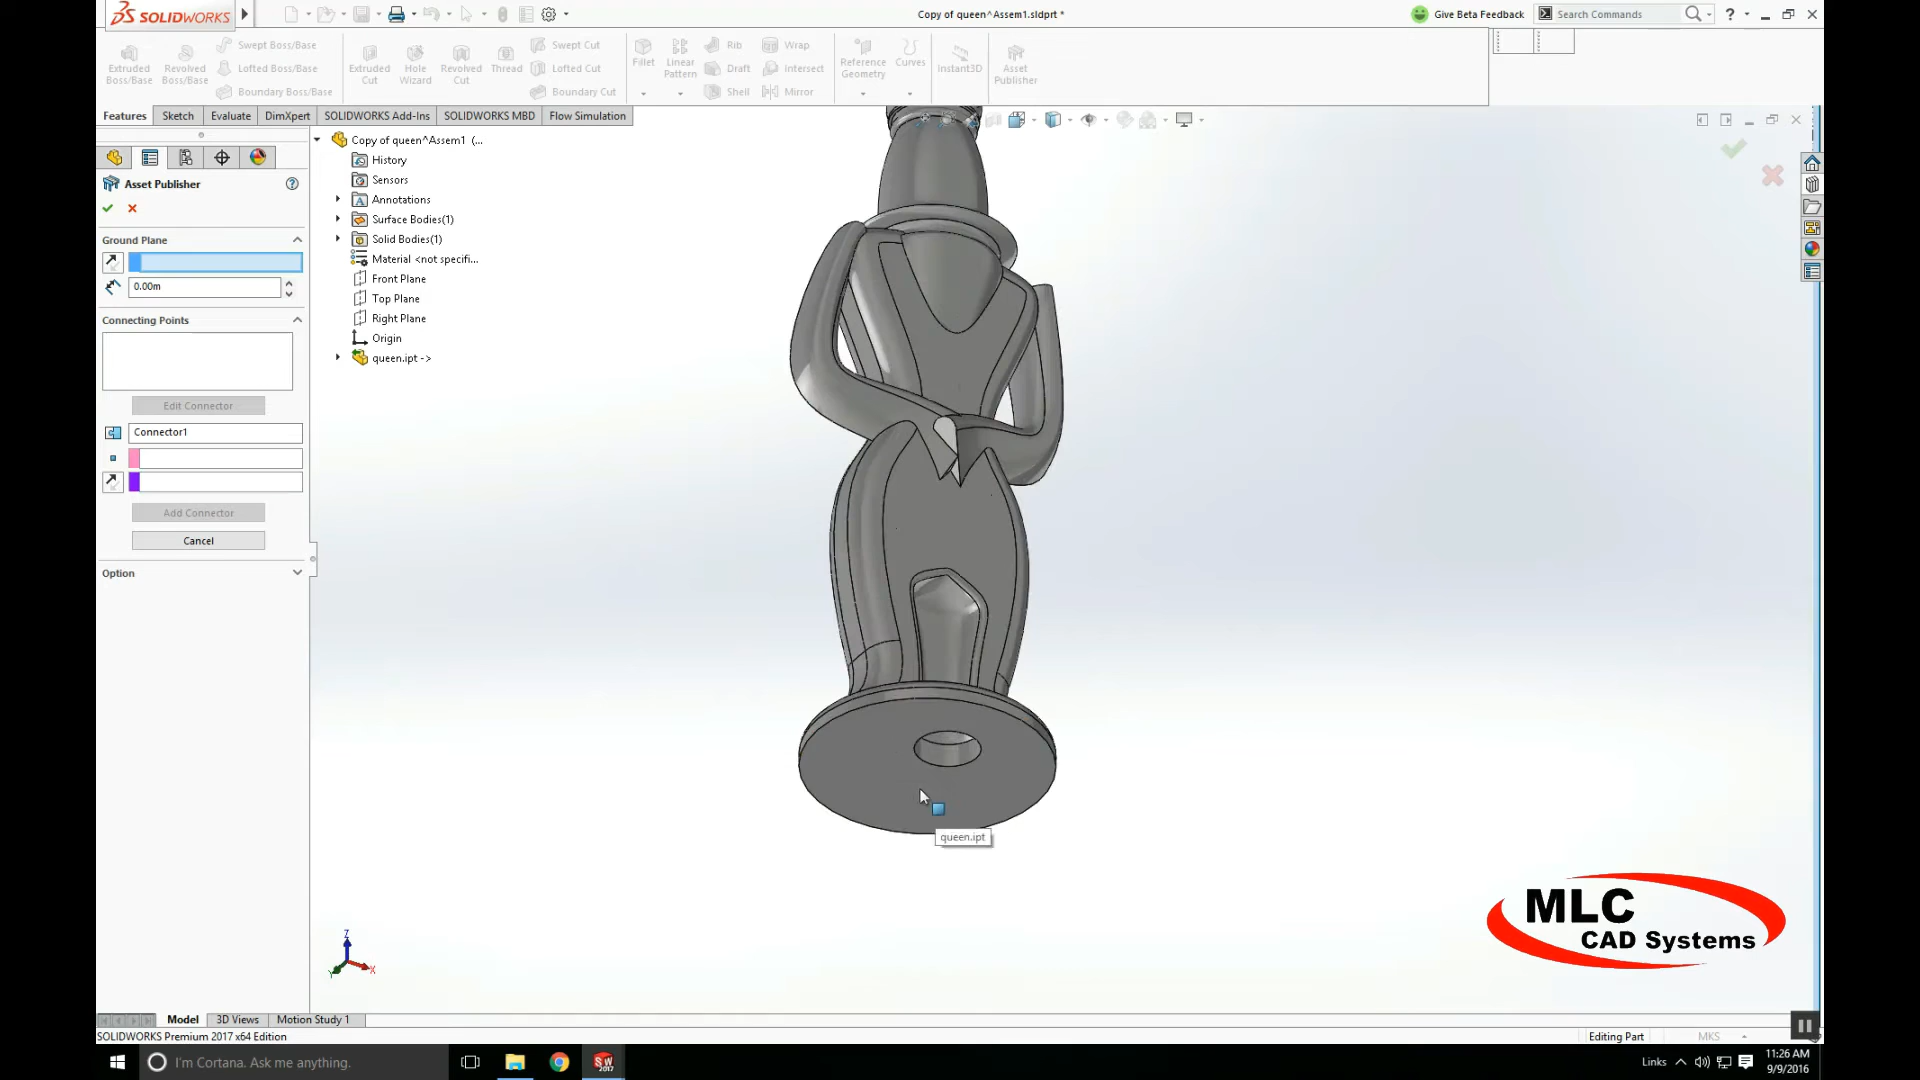 SOLIDWORKS
Copy of queen^Assem1.sldprt *
Give Beta Feedback
Search Commands
Extruded Boss/Base
Revolved Boss/Base
Swept Boss/Base
Lofted Boss/Base
Boundary Boss/Base
Extruded Cut
Hole Wizard
Revolved Cut
Thread
Swept Cut
Lofted Cut
Boundary Cut
Fillet
Linear Pattern
Rib
Draft
Shell
Wrap
Intersect
Mirror
Reference Geometry
Curves
Instant3D
Asset Publisher
Features
Sketch
Evaluate
DimXpert
SOLIDWORKS Add-Ins
SOLIDWORKS MBD
Flow Simulation
Asset Publisher
Ground Plane
0.00m
Connecting Points
Edit Connector
Connector1
Add Connector
Cancel
Option
Copy of queen^Assem1 (...
History
Sensors
Annotations
Surface Bodies(1)
Solid Bodies(1)
Material <not specifi...
Front Plane
Top Plane
Right Plane
Origin
queen.ipt ->
queen.ipt
Z
Y
X
MLC
CAD Systems
Model
3D Views
Motion Study 1
SOLIDWORKS Premium 2017 x64 Edition
Editing Part
MKS
I'm Cortana. Ask me anything.
SW
2017
Links
11:26 AM
9/9/2016